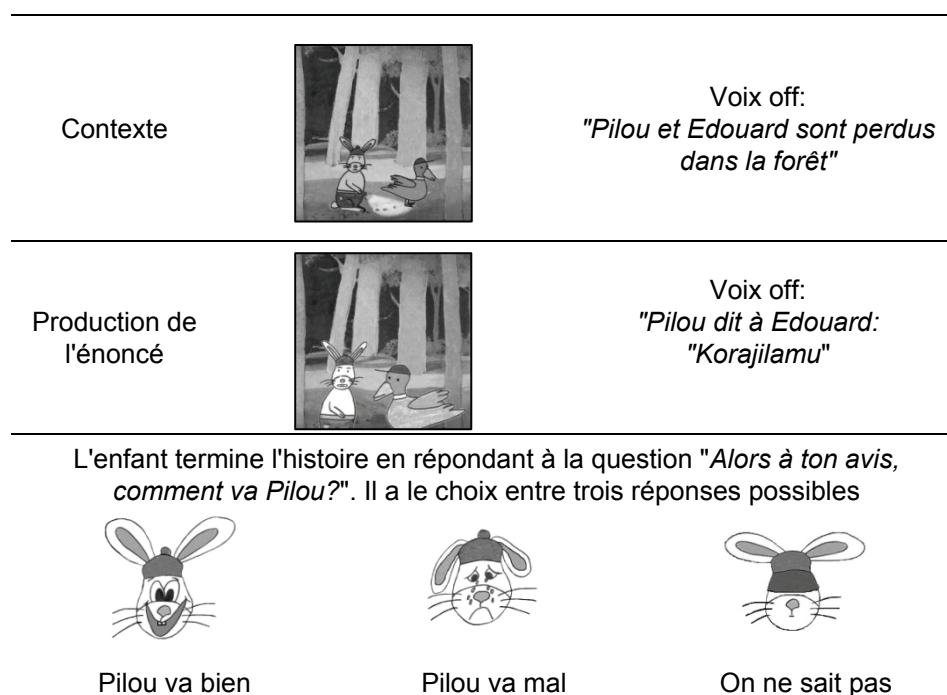 Contexte
Voix off:
"Pilou et Edouard sont perdus
dans la forêt"
Production de
l'énoncé
Voix off:
"Pilou dit à Edouard:
"Korajilamu"
L'enfant termine l'histoire en répondant à la question "Alors à ton avis,
comment va Pilou?". Il a le choix entre trois réponses possibles
Pilou va bien
Pilou va mal
On ne sait pas